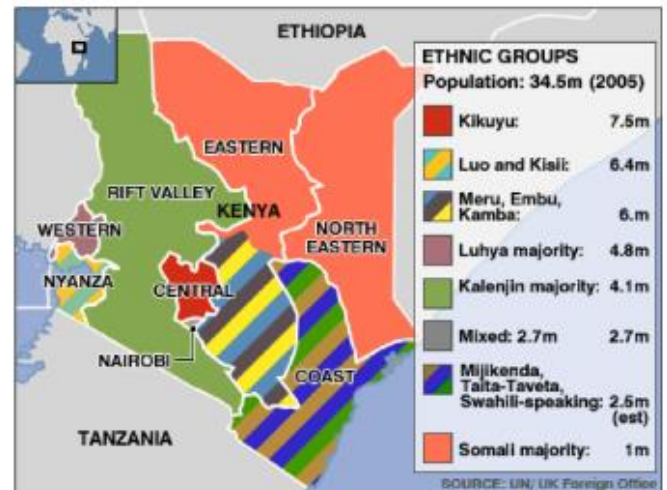 ETHIOPIA
EASTERN
RIFT VALLEY
KENYA
NORTH
EASTERN
WESTERN
NYANZA
CENTRAL
NAIROBI
COAST
TANZANIA
ETHNIC GROUPS
Population: 34.5m (2005)
Kikuyu: 7.5m
Luo and Kisii: 6.4m
Meru, Embu,
Kamba: 6.m
Luhya majority: 4.8m
Kalenjin majority: 4.1m
Mixed: 2.7m 2.7m
Mijikenda,
Taita-Taveta,
Swahili-speaking: 2.5m
(est)
Somali majority: 1m
SOURCE: UN/ UK Foreign Office